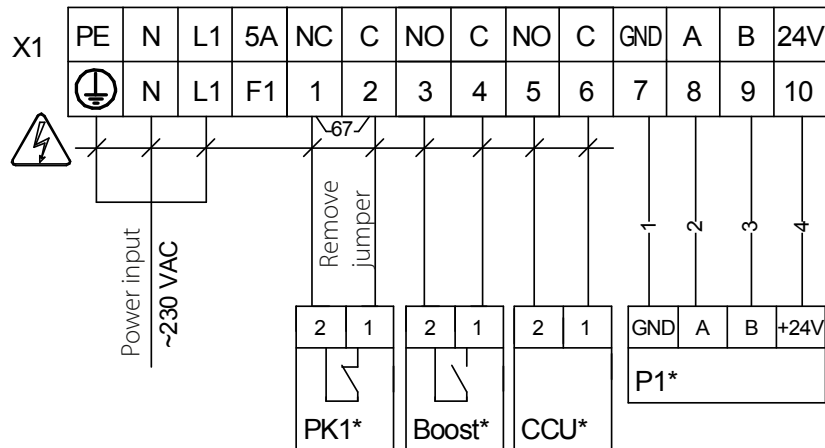 X1 PE N L1 5A NC C NO C NO C GND A B 24V
N L1 F1 1 2 3 4 5 6 7 8 9 10
67
Power input
~230 VAC
Remove
jumper
1 2 3 4
2 1 2 1 2 1 GND A B +24V
PK1* Boost* CCU* P1*